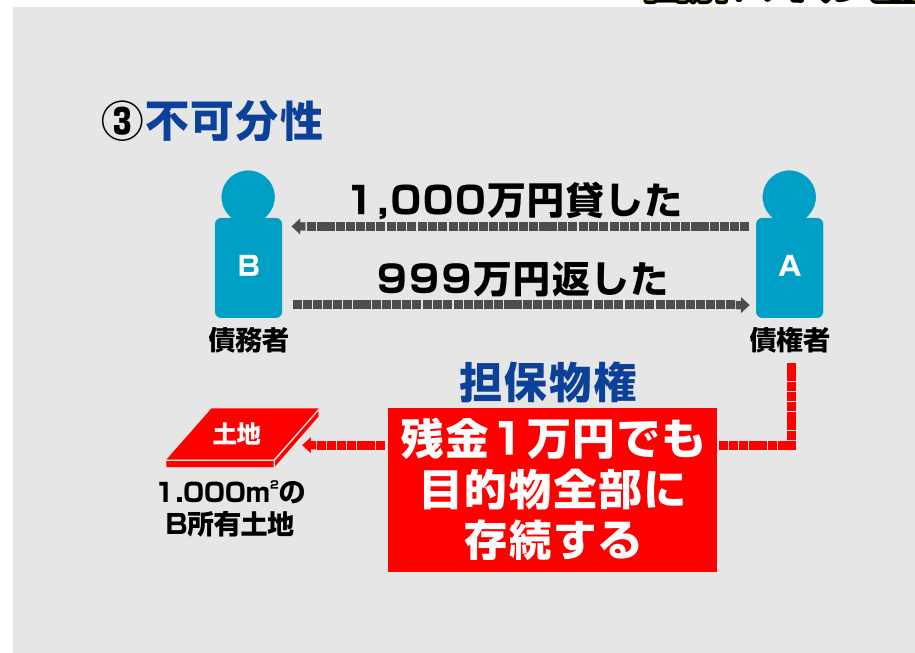 ③不可分性
1,000万円貸した
B
A
999万円返した
債務者
債権者
担保物権
土地
残金1万円でも
目的物全部に
存続する
1.000m²の
B所有土地